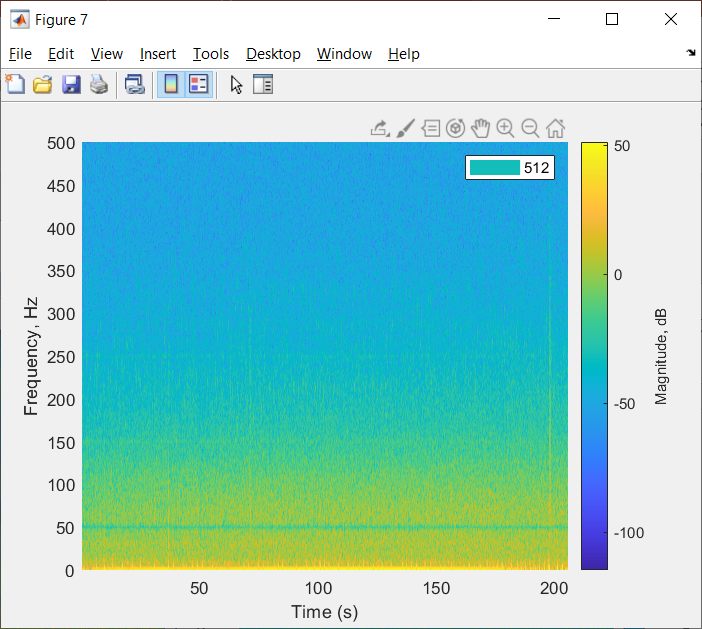 Figure 7
File Edit View Insert Tools Desktop Window Help
512
500
450
400
350
300
250
200
150
100
50
0
Frequency, Hz
50 100 150 200
Time (s)
50
0
-50
-100
Magnitude, dB